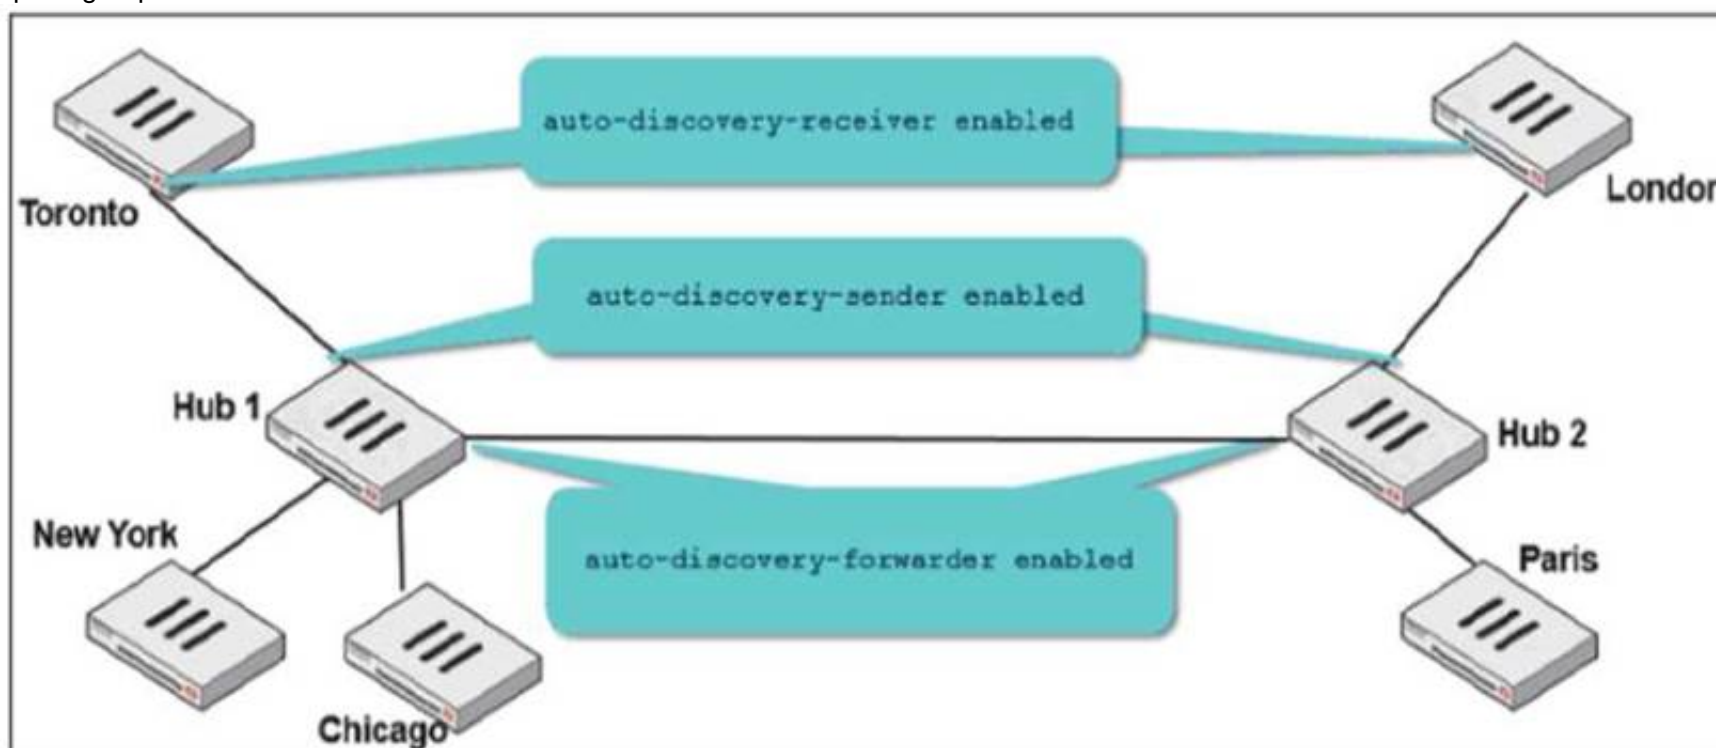 auto-discovery-receiver enabled
Toronto
auto-discovery-sender enabled
Hub 1
Hub 2
New York
auto-discovery-forwarder enabled
Paris
Chicago